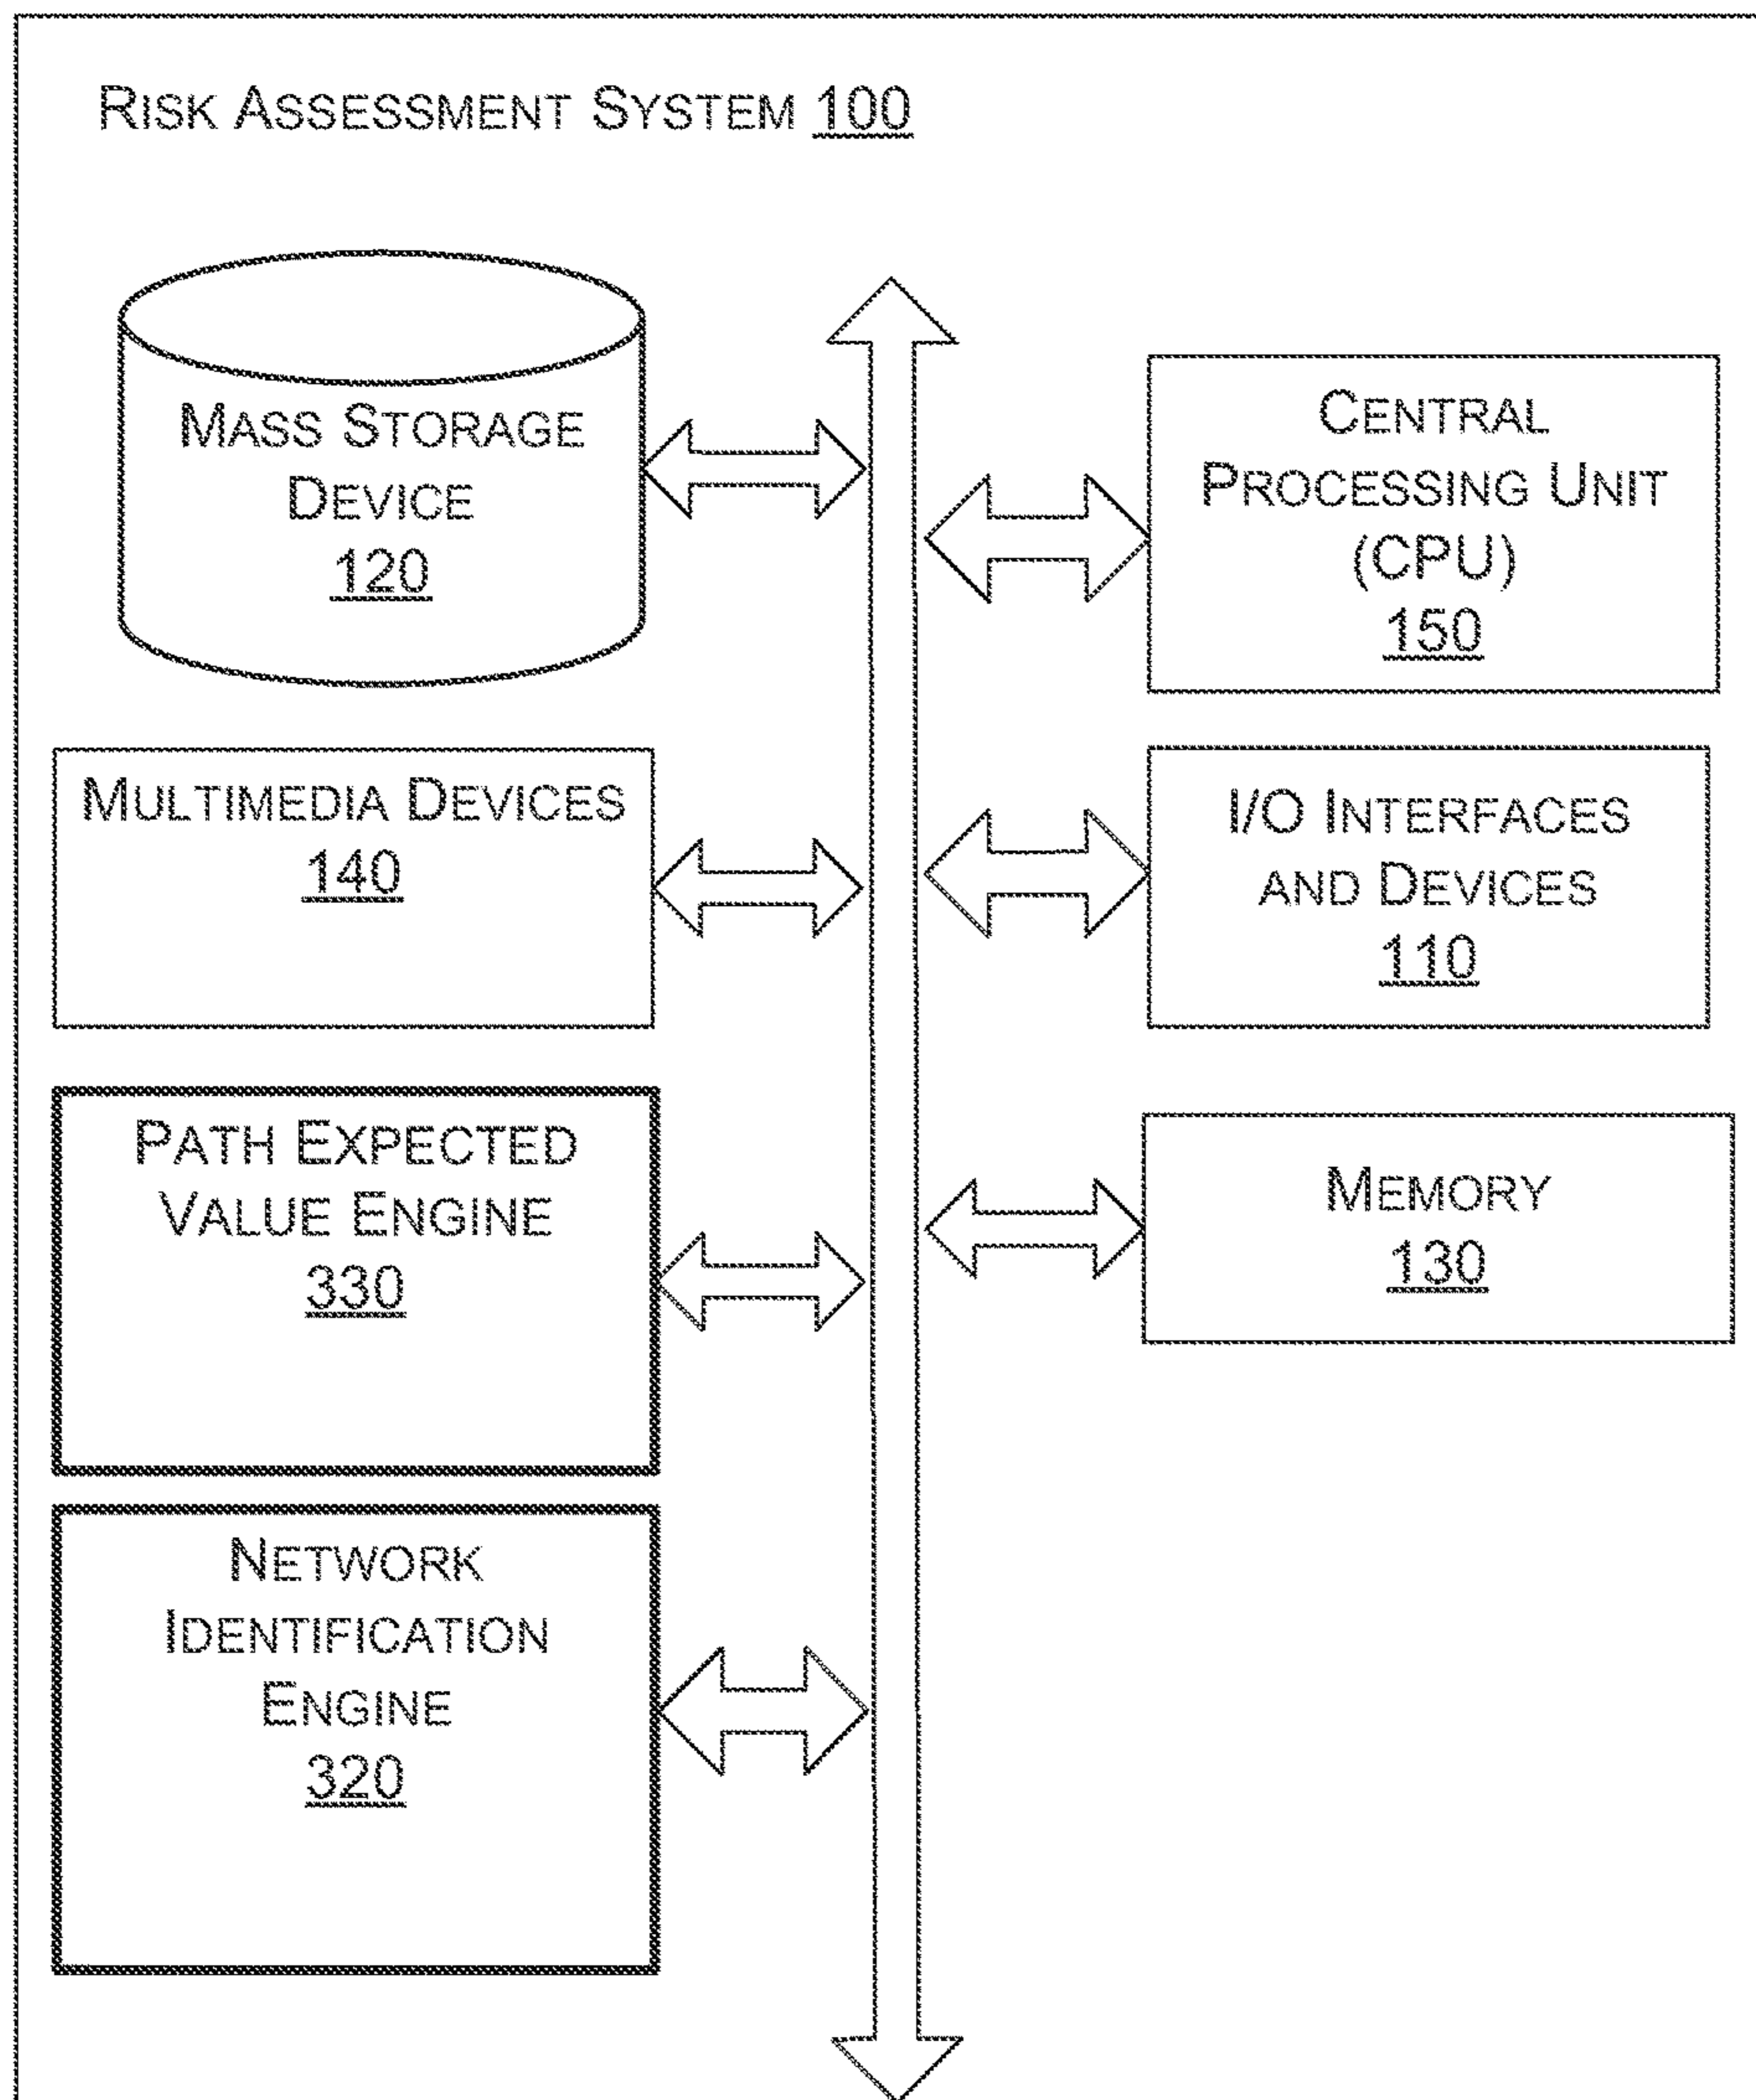 RISK ASSESSMENT SYSTEM 100
MASS STORAGE
DEVICE
120
CENTRAL
PROCESSING UNIT
(CPU)
150
MULTIMEDIA DEVICES
140
I/O INTERFACES
AND DEVICES
110
PATH EXPECTED
VALUE ENGINE
330
MEMORY
130
NETWORK
IDENTIFICATION
ENGINE
320